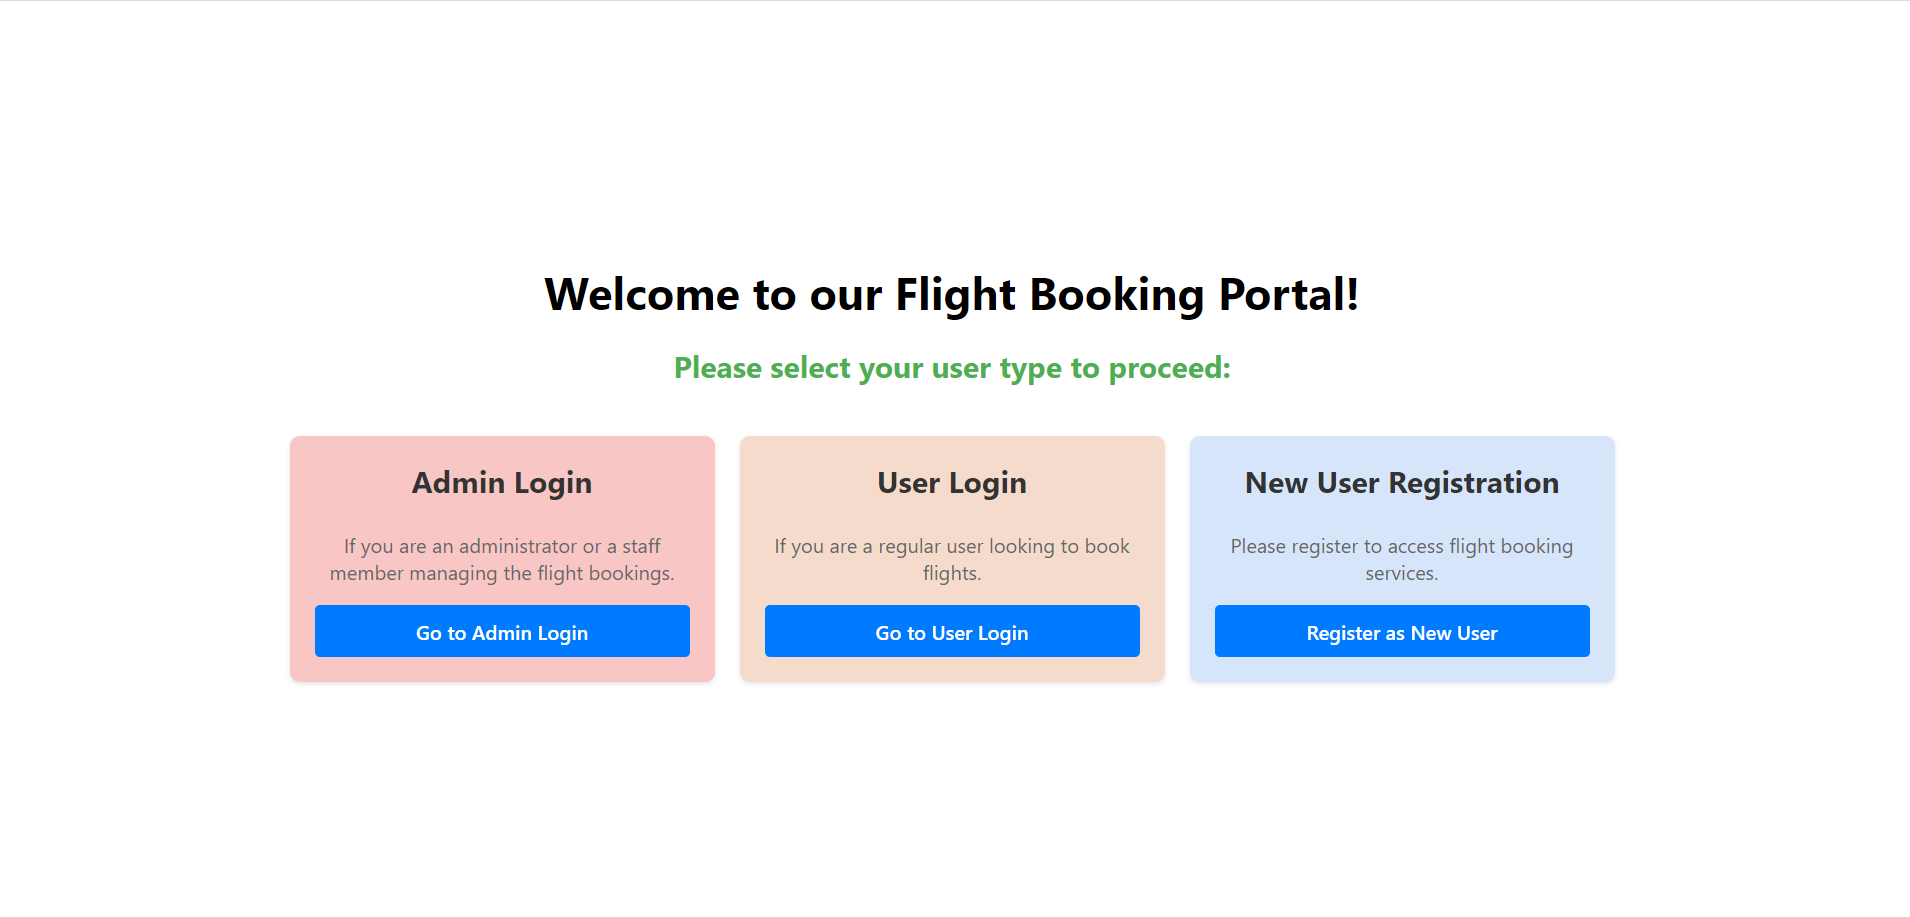 Welcome to our Flight Booking Portal!
Please select your user type to proceed:
Admin Login
If you are an administrator or a staff
member managing the flight bookings.
Go to Admin Login
User Login
If you are a regular user looking to book
flights.
Go to User Login
New User Registration
Please register to access flight booking
services.
Register as New User